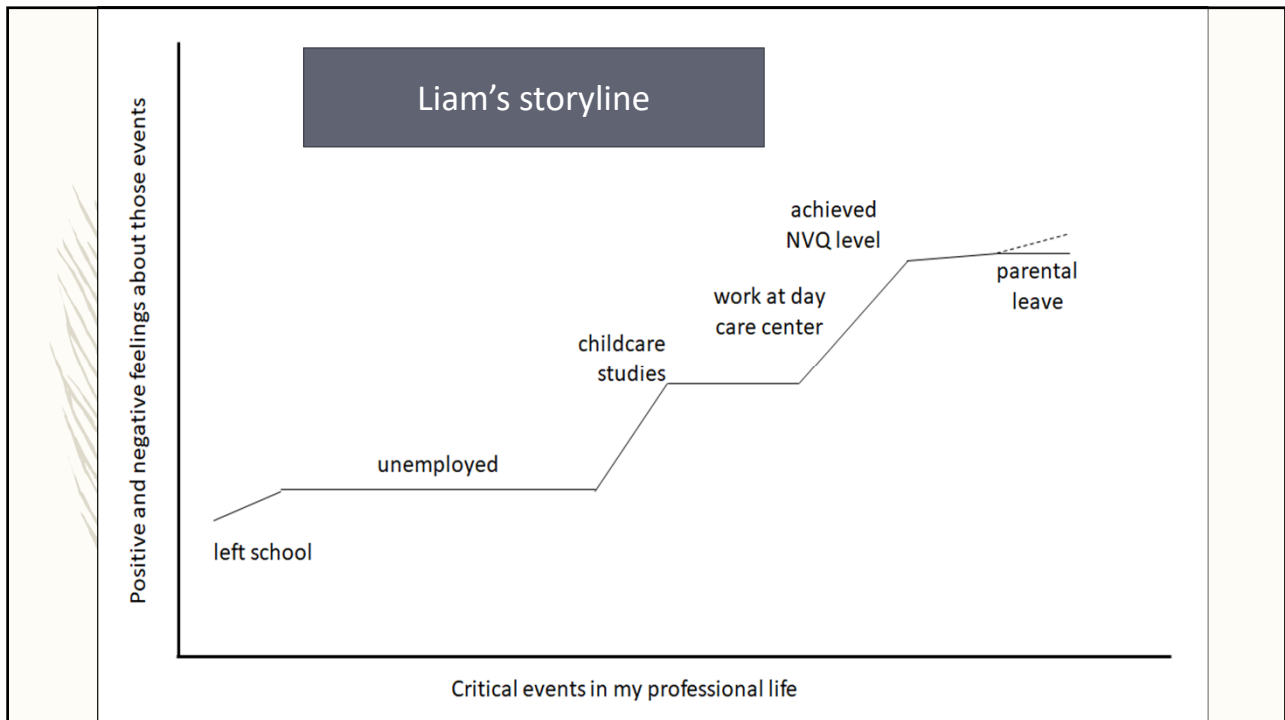 Liam’s storyline
Positive and negative feelings about those events
achieved
NVQ level
parental
leave
work at day
care center
childcare
studies
unemployed
left school
Critical events in my professional life